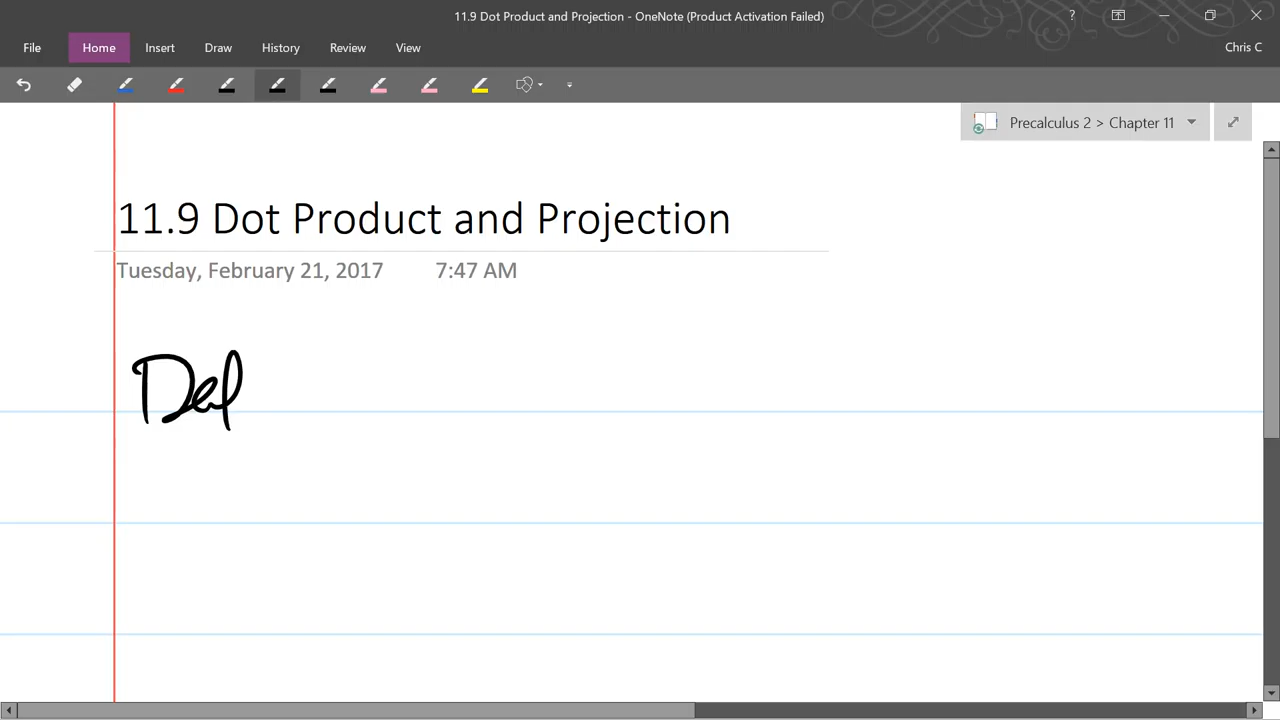 11.9 Dot Product and Projection - OneNote (Product Activation Failed)
?
File Home Insert Draw History Review View
Chris C
Precalculus 2 > Chapter 11
11.9 Dot Product and Projection
Tuesday, February 21, 2017 7:47 AM
Def